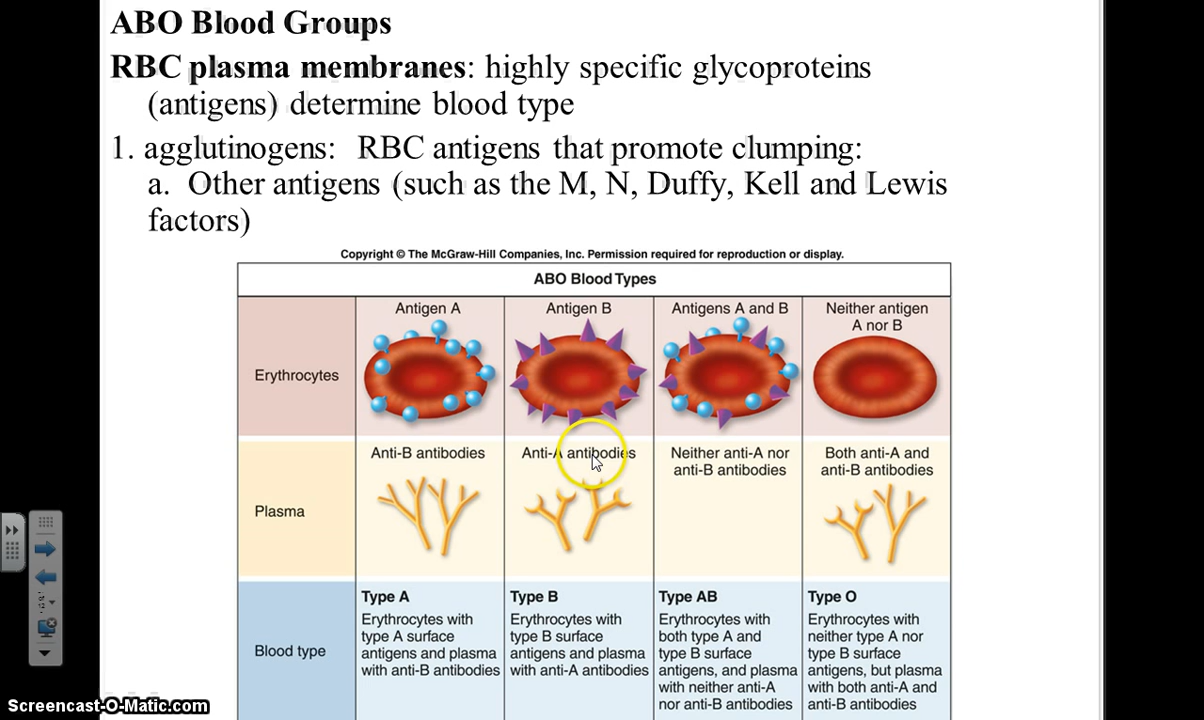 ABO Blood Groups
RBC plasma membranes: highly specific glycoproteins
(antigens) determine blood type
1. agglutinogens: RBC antigens that promote clumping:
a. Other antigens (such as the M, N, Duffy, Kell and Lewis
factors)
Copyright © The McGraw-Hill Companies, Inc. Permission required for reproduction or display.
ABO Blood Types
Erythrocytes
Antigen A
Antigen B
Antigens A and B
Neither antigen
A nor B
Plasma
Anti-B antibodies
Anti-A antibodies
Neither anti-A nor
anti-B antibodies
Both anti-A and
anti-B antibodies
Blood type
Type A
Erythrocytes with
type A surface
antigens and plasma
with anti-B antibodies
Type B
Erythrocytes with
type B surface
antigens and plasma
with anti-A antibodies
Type AB
Erythrocytes with
both type A and
type B surface
antigens, and plasma
with neither anti-A
nor anti-B antibodies
Type O
Erythrocytes with
neither type A nor
type B surface
antigens, but plasma
with both anti-A and
anti-B antibodies
Screencast-O-Matic.com